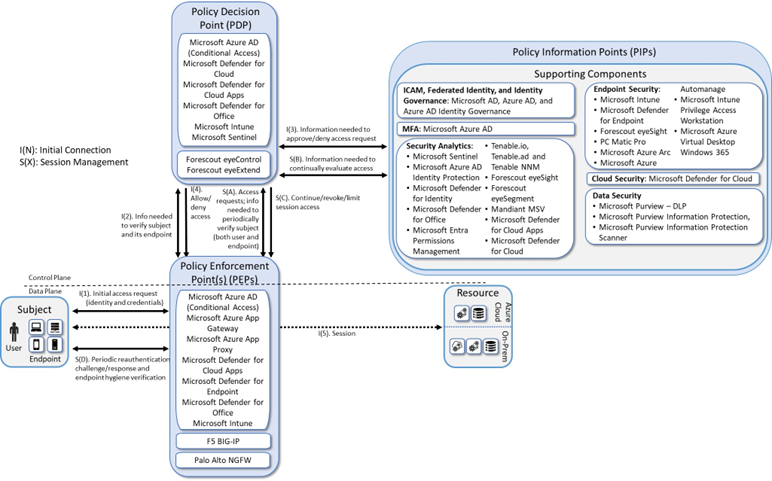 Policy Decision
Point (PDP)
Microsoft Azure AD
(Conditional Access)
Microsoft Defender for
Cloud
Microsoft Defender for
Cloud Apps
Microsoft Defender for
Office
Microsoft Intune
Microsoft Sentinel
Forescout eyeControl
Forescout eyeExtend
I(N): Initial Connection
S(X): Session Management
I(3). Information needed to
approve/deny access request
S(B). Information needed to
continually evaluate access
I(2). Info needed
to verify subject
and its endpoint
I(4).
Allow/
deny
access
S(A). Access
requests; info
needed to
periodically
verify subject
(both user and
endpoint)
S(C). Continue/revoke/limit
session access
Policy Information Points (PIPs)
Supporting Components
ICAM, Federated Identity, and Identity
Governance: Microsoft AD, Azure AD, and
Azure AD Identity Governance
MFA: Microsoft Azure AD
Security Analytics:
• Microsoft Sentinel
• Microsoft Azure AD
Identity Protection
• Microsoft Defender
for Identity
• Microsoft Defender
for Office
• Microsoft Entra
Permissions
Management
• Tenable.io,
Tenable.ad and
Tenable NNM
• Forescout eyeSight
• Forescout
eyeSegment
• Mandiant MSV
• Microsoft Defender
for Cloud Apps
• Microsoft Defender
for Cloud
Endpoint Security:
• Microsoft Intune
• Microsoft Defender
for Endpoint
• Forescout eyeSight
• PC Matic Pro
• Microsoft Azure Arc
• Microsoft Azure
Automanage
• Microsoft Intune
Privilege Access
Workstation
• Microsoft Azure
Virtual Desktop
Windows 365
Cloud Security: Microsoft Defender for Cloud
Data Security
• Microsoft Purview – DLP
• Microsoft Purview Information Protection,
• Microsoft Purview Information Protection
Scanner
Control Plane
Data Plane
Policy Enforcement
Point(s) (PEPs)
Microsoft Azure AD
(Conditional Access)
Microsoft Azure App
Gateway
Microsoft Azure App
Proxy
Microsoft Defender for
Cloud Apps
Microsoft Defender for
Endpoint
Microsoft Defender for
Office
Microsoft Intune
F5 BIG-IP
Palo Alto NGFW
Subject
User
Endpoint
I(1). Initial access request
(identity and credentials)
S(D). Periodic reauthentication
challenge/response and
endpoint hygiene verification
I(5). Session
Resource
Azure
Cloud
On-Prem